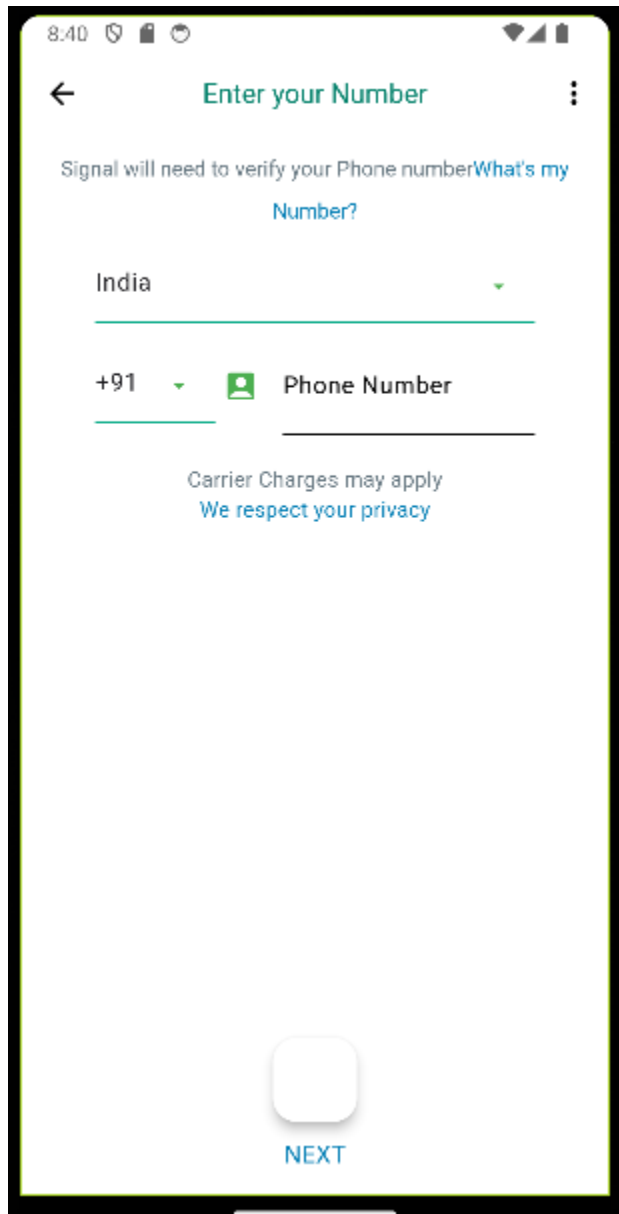 8:40
Enter your Number
Signal will need to verify your Phone numberWhat's my
Number?
India
+91 Phone Number
Carrier Charges may apply
We respect your privacy
NEXT